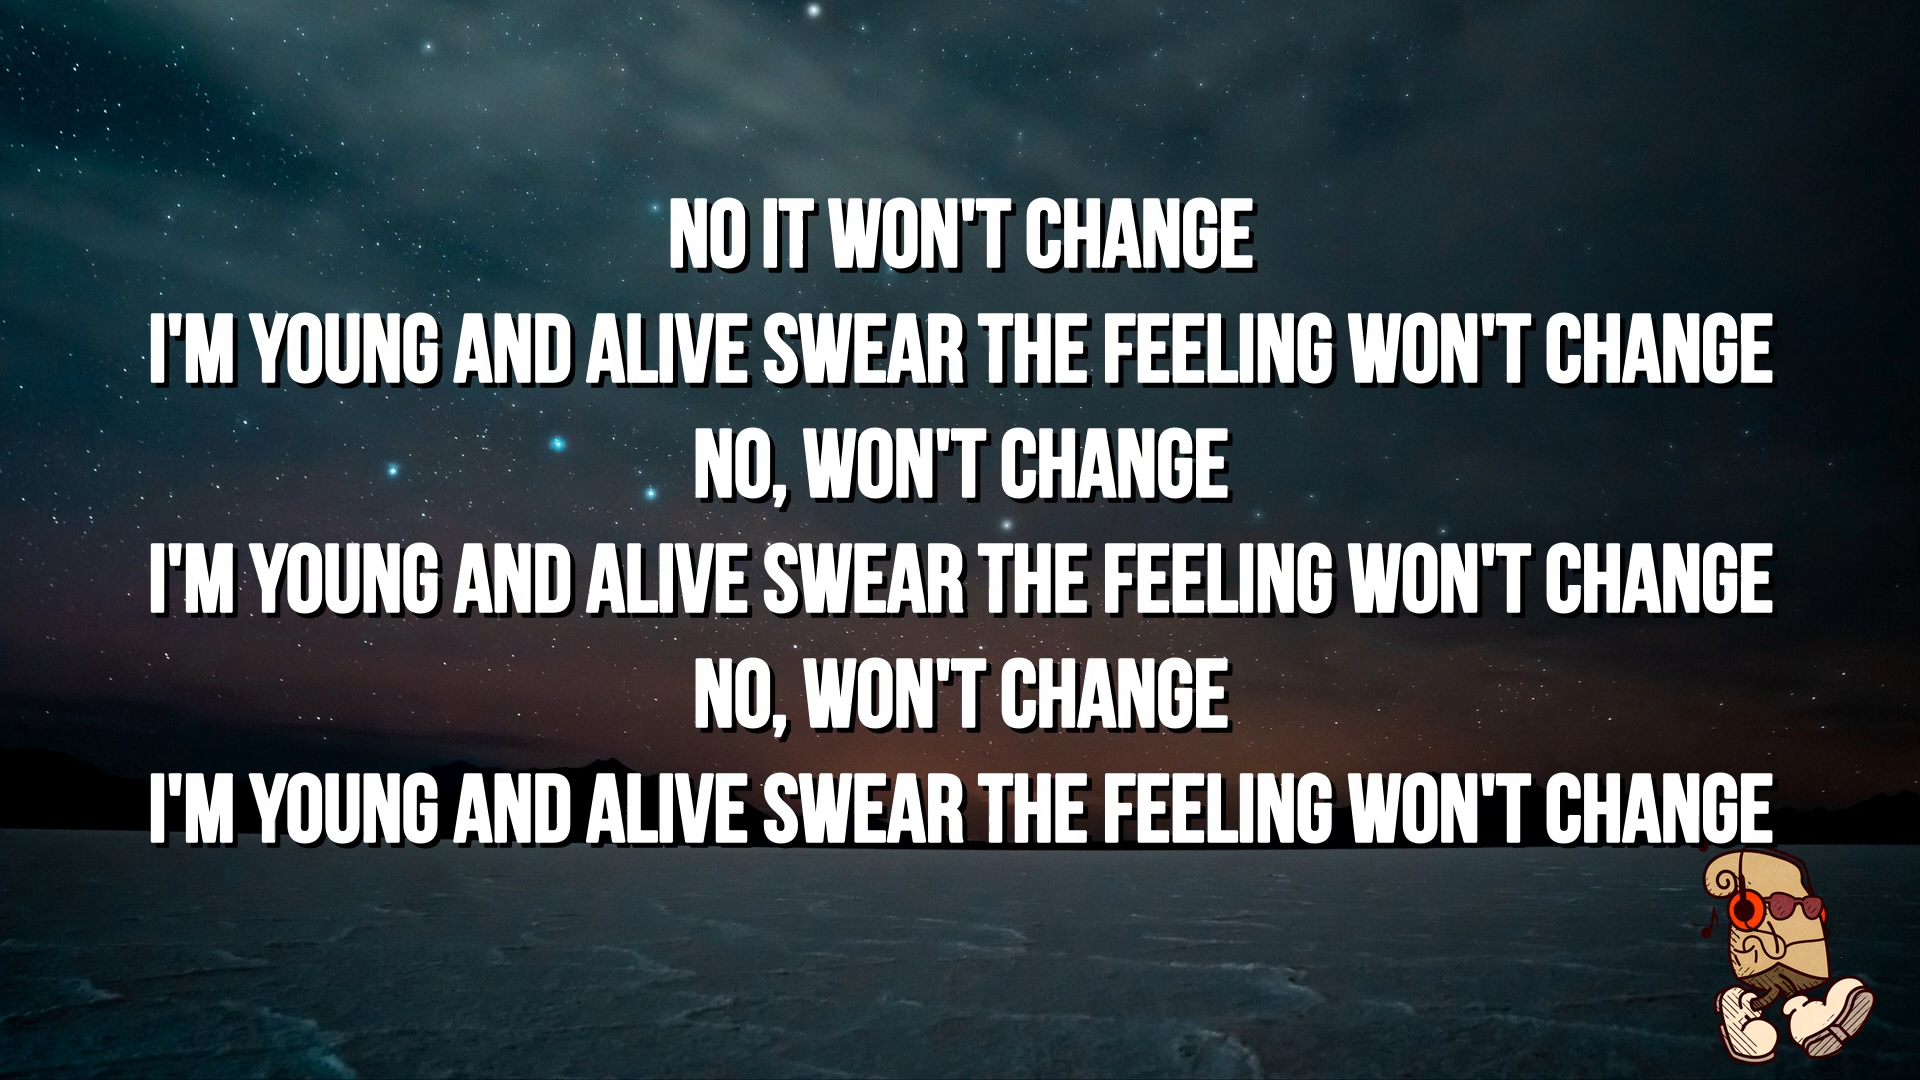 NO IT WON'T CHANGE
I'M YOUNG AND ALIVE SWEAR THE FEELING WON'T CHANGE
NO, WON'T CHANGE
I'M YOUNG AND ALIVE SWEAR THE FEELING WON'T CHANGE
NO, WON'T CHANGE
I'M YOUNG AND ALIVE SWEAR THE FEELING WON'T CHANGE